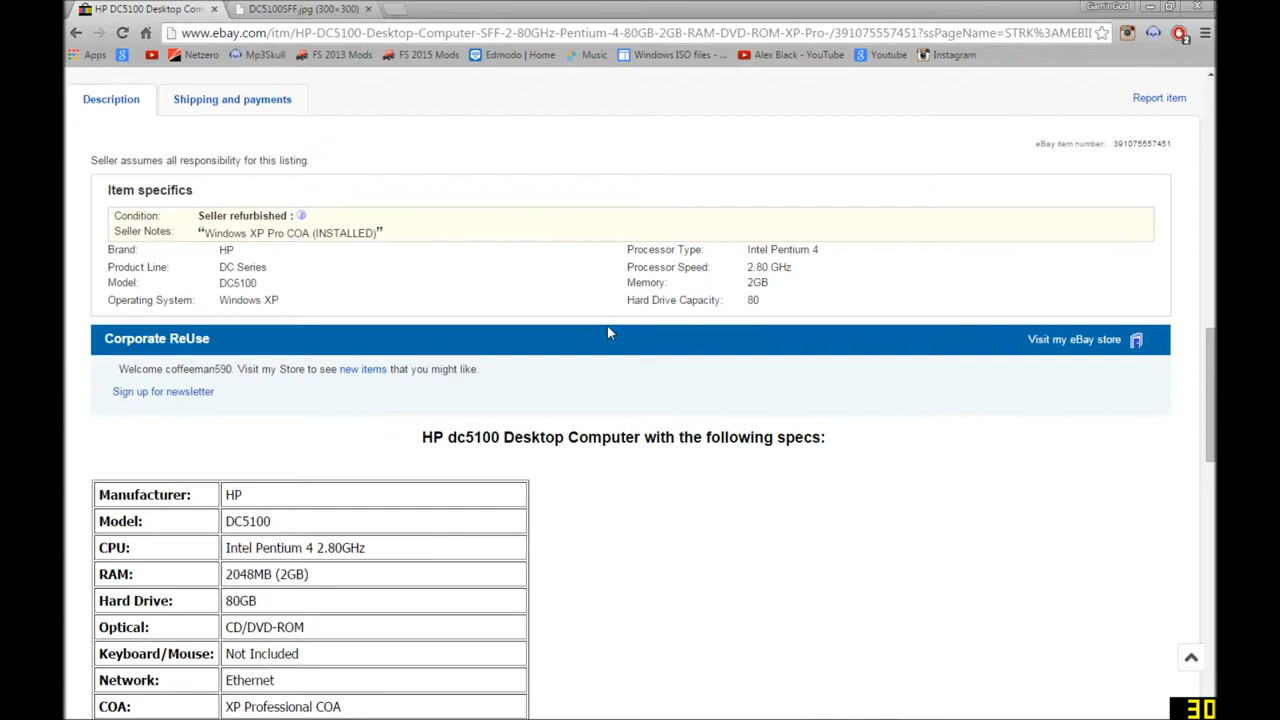 HP DC5100 Desktop Com × DC5100SFF.jpg (300×300) × GaminGod
www.ebay.com/itm/HP-DC5100-Desktop-Computer-SFF-2-80GHz-Pentium-4-80GB-2GB-RAM-DVD-ROM-XP-Pro-/391075557451?ssPageName=STRK%3AMEBI
Apps Netzero Mp3Skull FS 2013 Mods FS 2015 Mods Edmodo | Home Music Windows ISO files - ... Alex Black - YouTube Youtube Instagram
Description Shipping and payments Report item
eBay item number: 391075557451
Seller assumes all responsibility for this listing.
Item specifics
Condition: Seller refurbished :
Seller Notes: “Windows XP Pro COA (INSTALLED)”
Brand: HP Processor Type: Intel Pentium 4
Product Line: DC Series Processor Speed: 2.80 GHz
Model: DC5100 Memory: 2GB
Operating System: Windows XP Hard Drive Capacity: 80
Corporate ReUse Visit my eBay store
Welcome coffeeman590. Visit my Store to see new items that you might like.
Sign up for newsletter
HP dc5100 Desktop Computer with the following specs:
Manufacturer: HP
Model: DC5100
CPU: Intel Pentium 4 2.80GHz
RAM: 2048MB (2GB)
Hard Drive: 80GB
Optical: CD/DVD-ROM
Keyboard/Mouse: Not Included
Network: Ethernet
COA: XP Professional COA
30